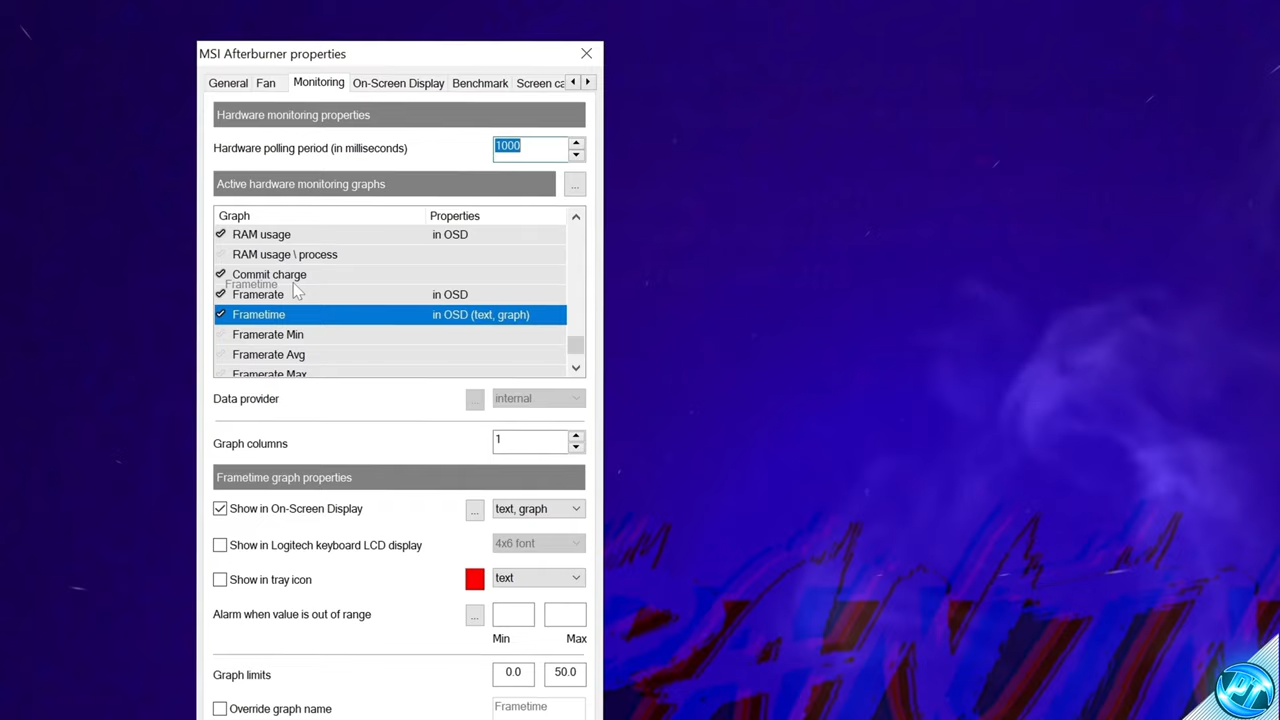 MSI Afterburner properties
General Fan Monitoring On-Screen Display Benchmark Screen ca
Hardware monitoring properties
Hardware polling period (in milliseconds) 1000
Active hardware monitoring graphs ...
Graph Properties
RAM usage in OSD
RAM usage \ process
Commit charge
Frametime
Framerate in OSD
Frametime in OSD (text, graph)
Framerate Min
Framerate Avg
Framerate Max
Data provider ... internal
Graph columns 1
Frametime graph properties
Show in On-Screen Display ... text, graph
Show in Logitech keyboard LCD display 4x6 font
Show in tray icon text
Alarm when value is out of range ...
Min Max
Graph limits 0.0 50.0
Override graph name Frametime